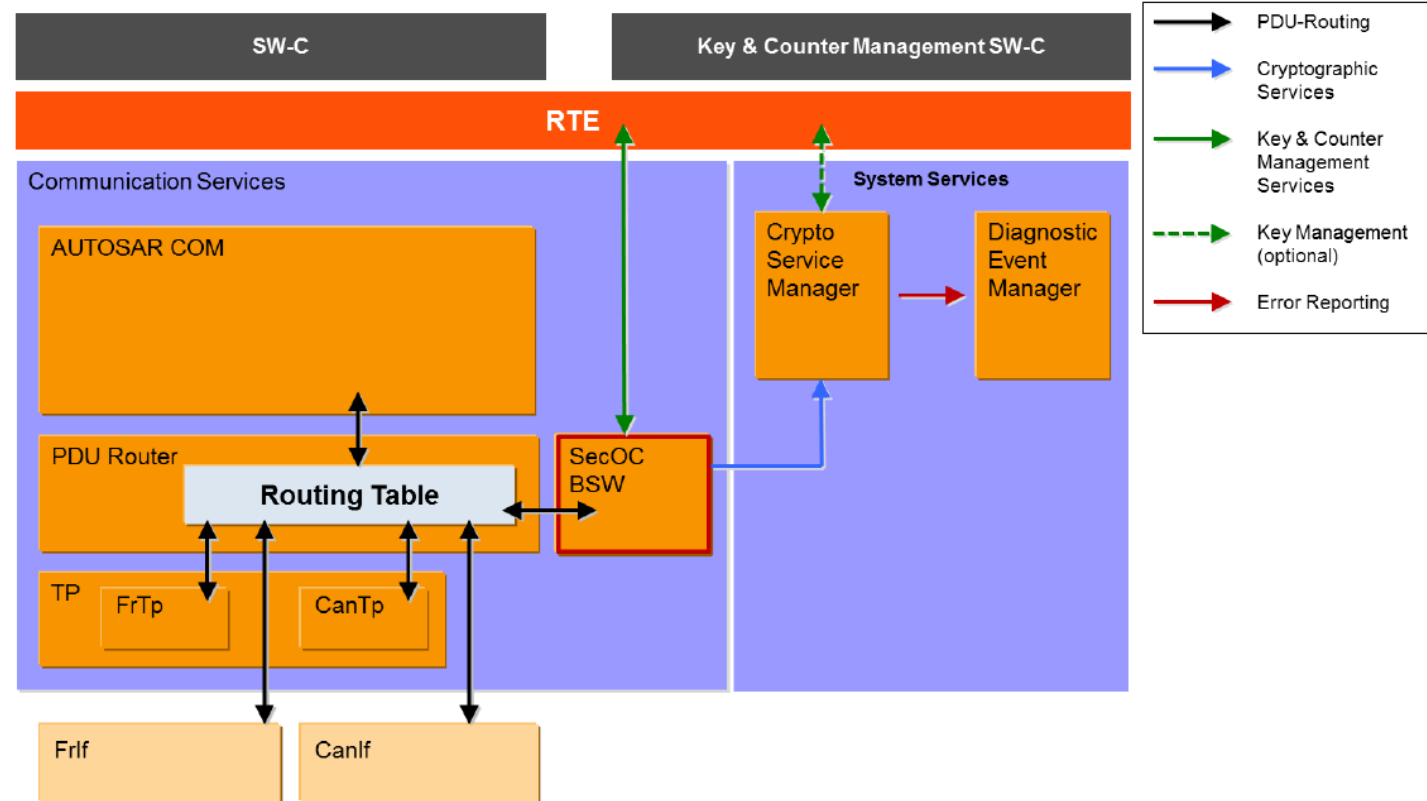 SW-C
Key & Counter Management SW-C
RTE
Communication Services
System Services
AUTOSAR COM
Crypto
Service
Manager
Diagnostic
Event
Manager
PDU Router
Routing Table
SecOC
BSW
TP
FrTp
CanTp
FrIf
CanIf
PDU-Routing
Cryptographic
Services
Key & Counter
Management
Services
Key Management
(optional)
Error Reporting